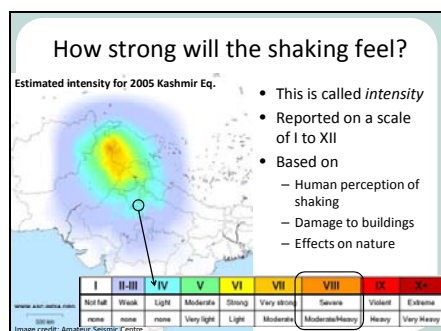 How strong will the shaking feel?
Estimated intensity for 2005 Kashmir Eq.
• This is called intensity
• Reported on a scale
of I to XII
• Based on
– Human perception of
shaking
– Damage to buildings
– Effects on nature
I II-III IV V VI VII VIII IX X+
Not felt Weak Light Moderate Strong Very strong Severe Violent Extreme
none none none Very light Light Moderate Moderate/Heavy Heavy Very Heavy
500 km
Image credit: Amateur Seismic Centre